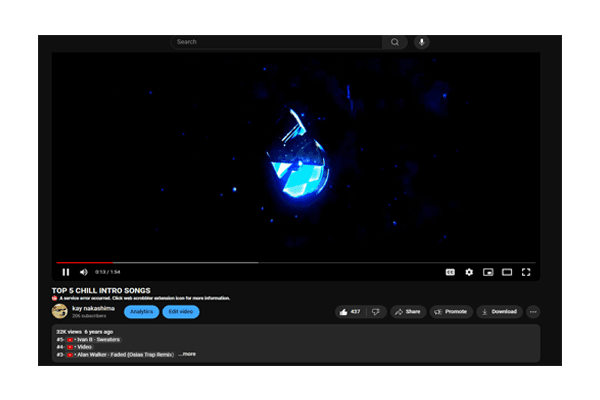 Search
0:13 / 1:54
TOP 5 CHILL INTRO SONGS
A service error occurred. Click web scrobbler extension icon for more information.
kay nakashima
206 subscribers
Analytics
Edit video
437
Share
Promote
Download
32K views 6 years ago
#5- Ivan B - Sweaters
#4- Video
#3- Alan Walker - Faded (Osias Trap Remix) ...more